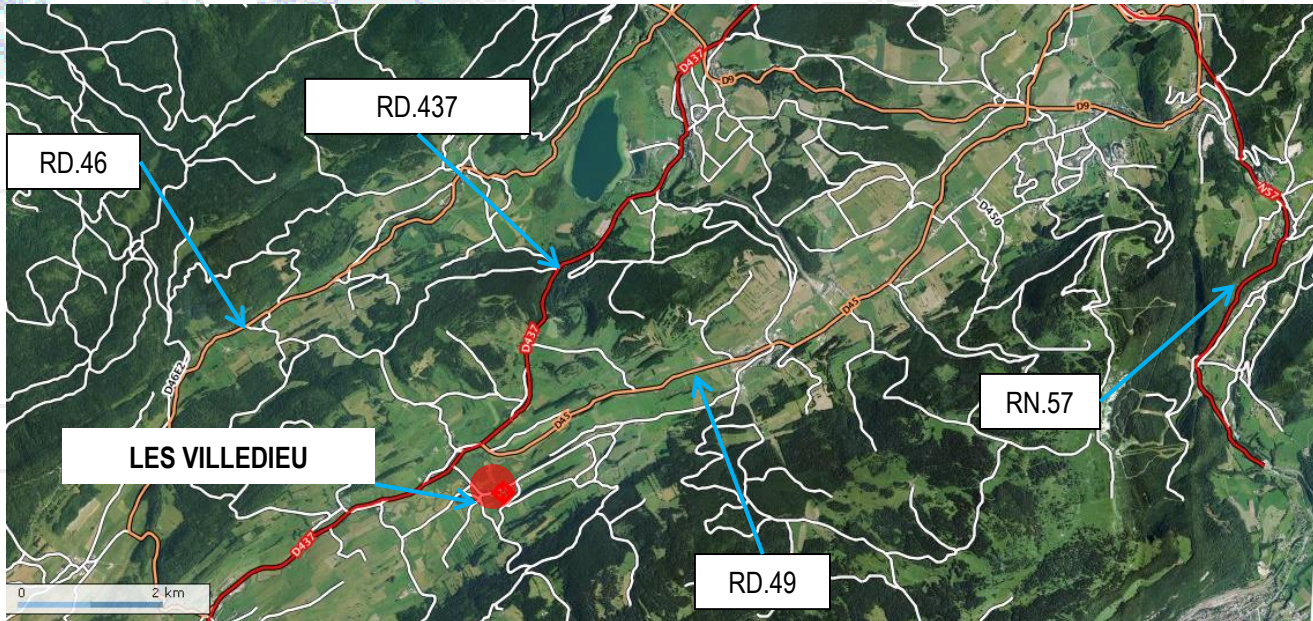 D437
D9
D9
RD.437
RD.46
N57
D450
D45
D437
D46E2
RN.57
D45
LES VILLEDIEU
D437
RD.49
0 2 km